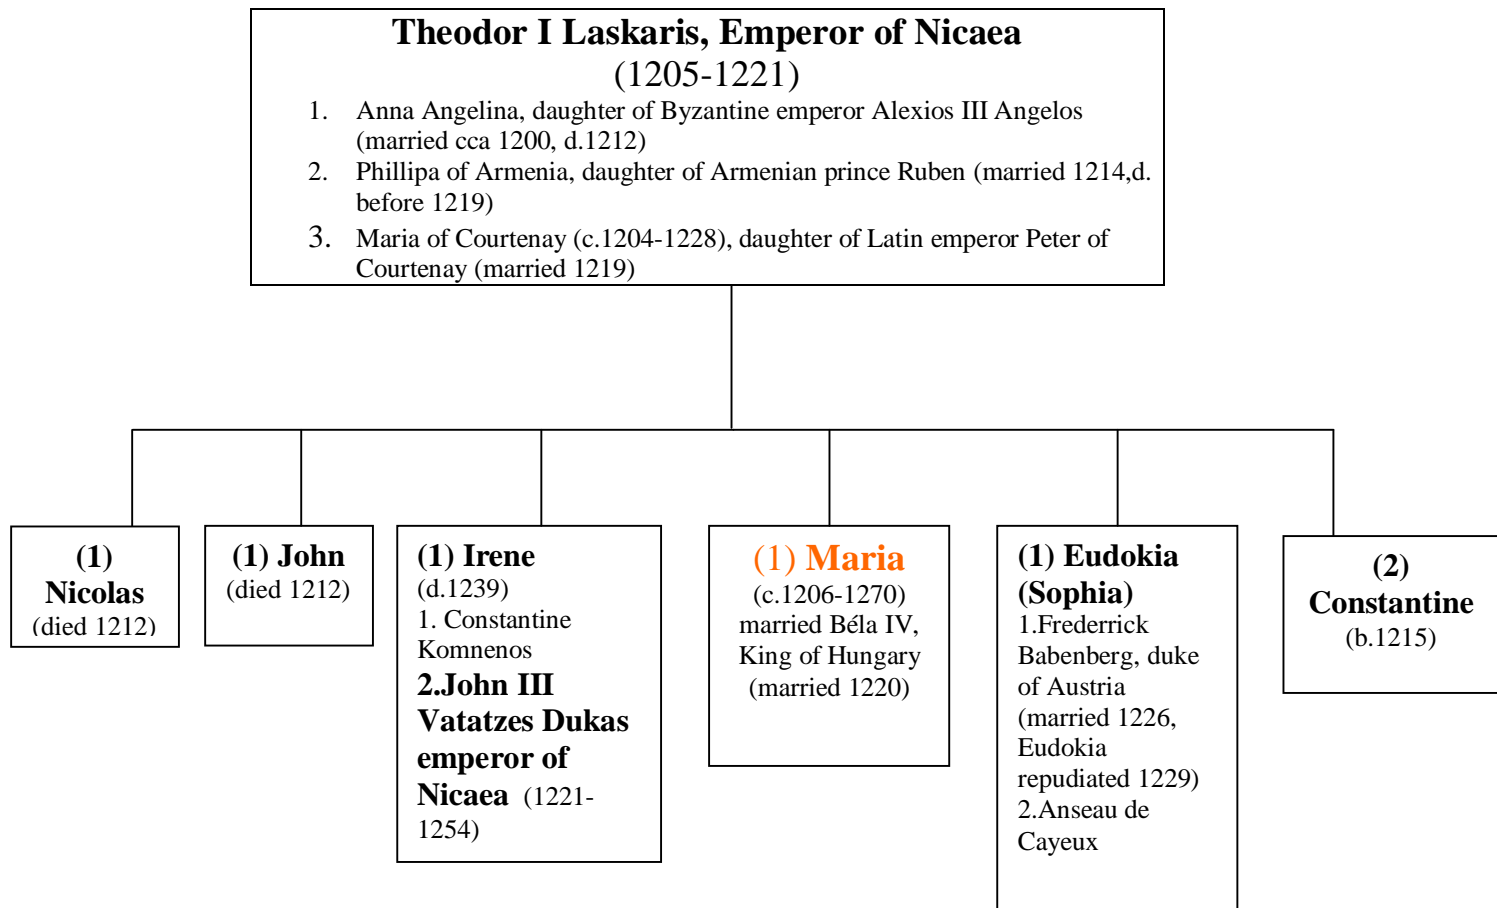 Theodor I Laskaris, Emperor of Nicaea
(1205-1221)
1. Anna Angelina, daughter of Byzantine emperor Alexios III Angelos
(married cca 1200, d.1212)
2. Phillipa of Armenia, daughter of Armenian prince Ruben (married 1214,d.
before 1219)
3. Maria of Courtenay (c.1204-1228), daughter of Latin emperor Peter of
Courtenay (married 1219)
(1)
Nicolas
(died 1212)
(1) John
(died 1212)
(1) Irene
(d.1239)
1. Constantine
Komnenos
2.John III
Vatatzes Dukas
emperor of
Nicaea (1221-
1254)
(1) Maria
(c.1206-1270)
married Béla IV,
King of Hungary
(married 1220)
(1) Eudokia
(Sophia)
1.Frederrick
Babenberg, duke
of Austria
(married 1226,
Eudokia
repudiated 1229)
2.Anseau de
Cayeux
(2)
Constantine
(b.1215)